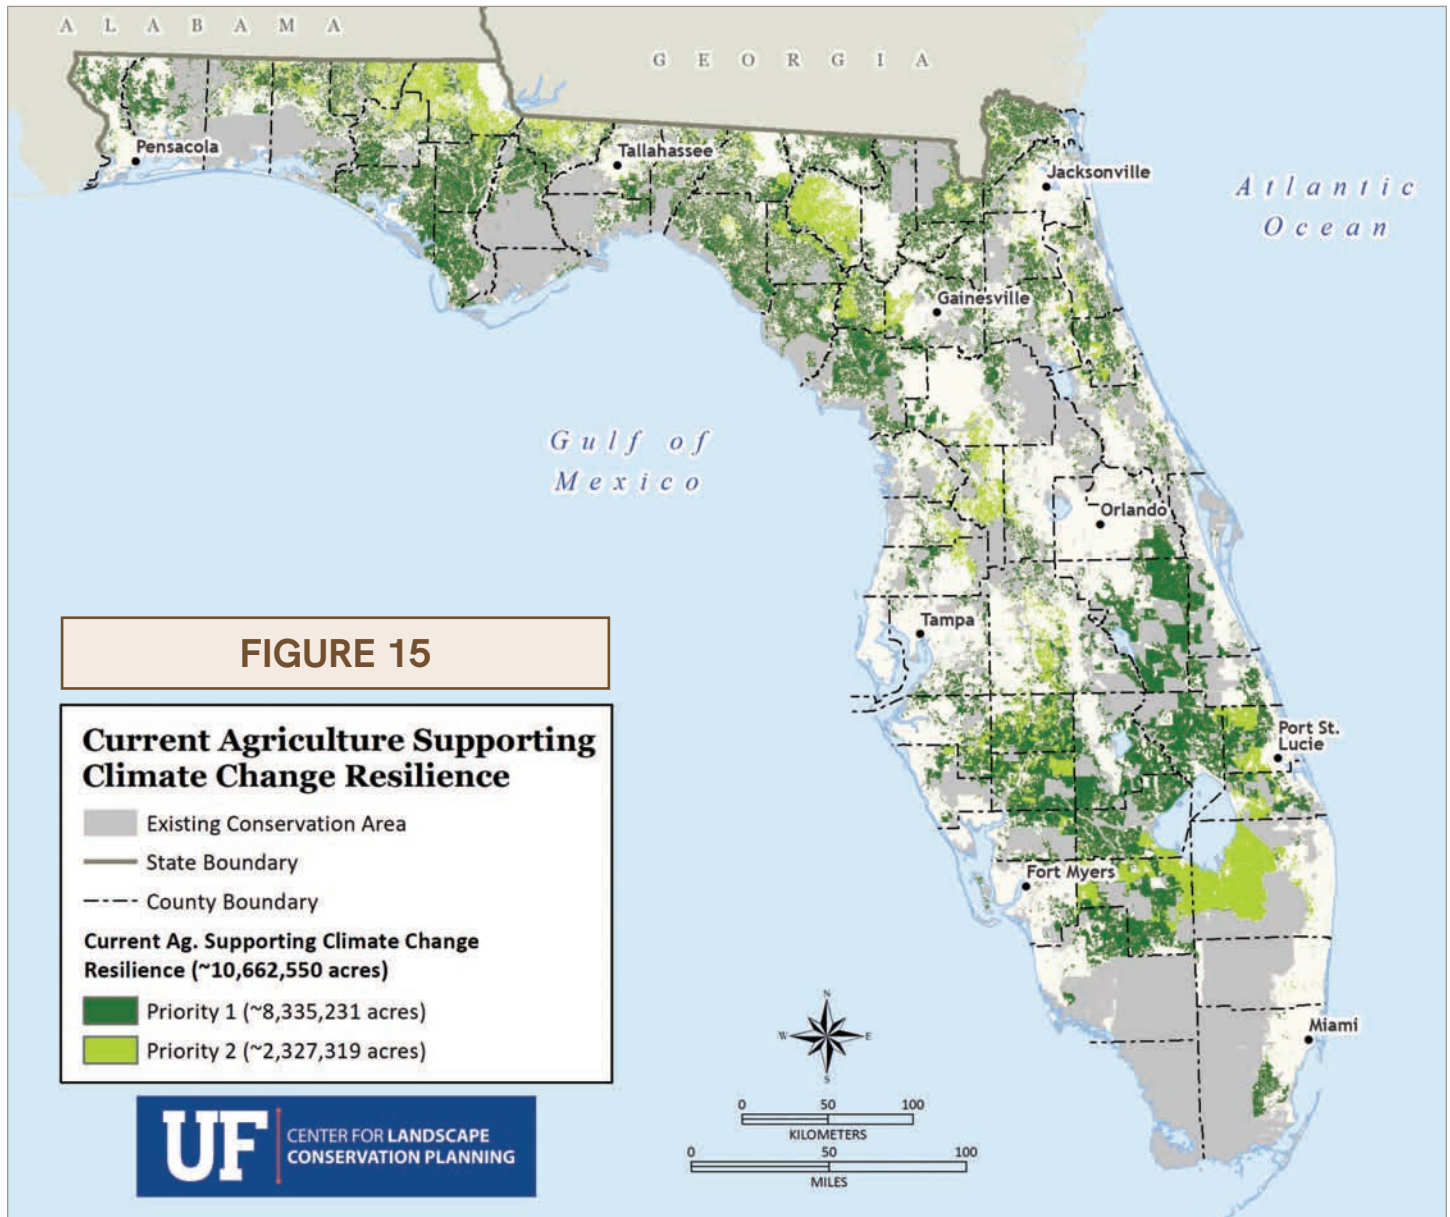 A L A B A M A
G E O R G I A
Pensacola
Tallahassee
Jacksonville
Atlantic
Ocean
Gainesville
Gulf of
Mexico
Orlando
Tampa
Port St.
Lucie
Fort Myers
Miami
FIGURE 15
Current Agriculture Supporting
Climate Change Resilience
Existing Conservation Area
State Boundary
County Boundary
Current Ag. Supporting Climate Change
Resilience (~10,662,550 acres)
Priority 1 (~8,335,231 acres)
Priority 2 (~2,327,319 acres)
UF CENTER FOR LANDSCAPE
CONSERVATION PLANNING
N
W E
S
0 50 100
KILOMETERS
0 50 100
MILES